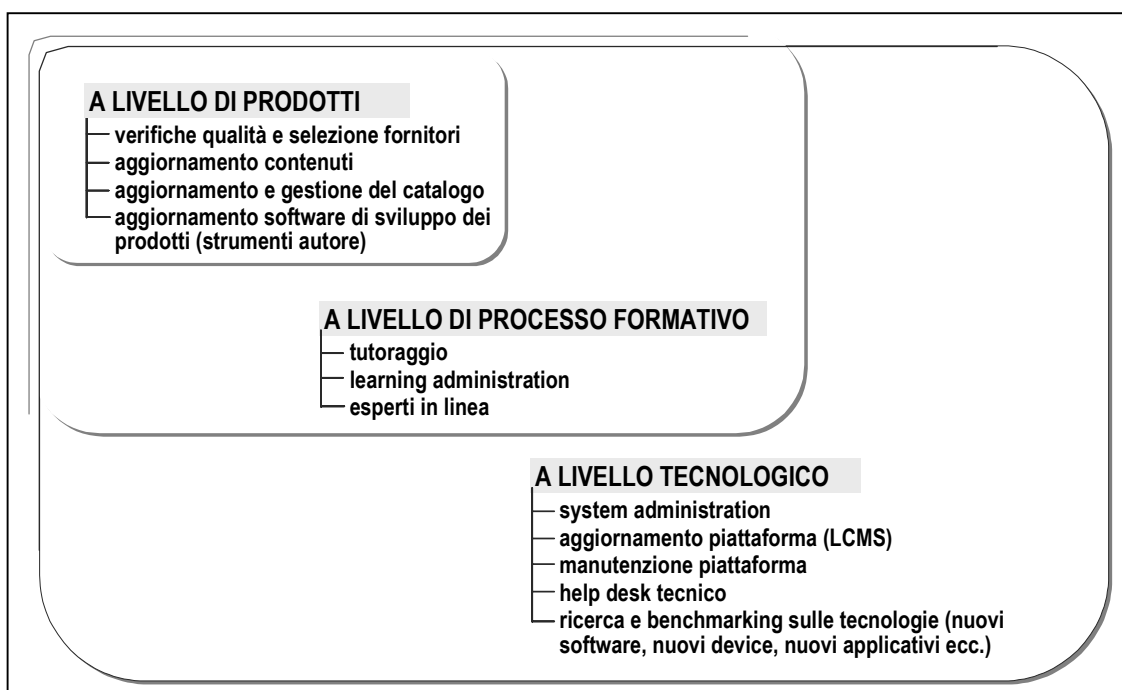 A LIVELLO DI PRODOTTI
verifiche qualità e selezione fornitori
aggiornamento contenuti
aggiornamento e gestione del catalogo
aggiornamento software di sviluppo dei
prodotti (strumenti autore)
A LIVELLO DI PROCESSO FORMATIVO
tutoraggio
learning administration
esperti in linea
A LIVELLO TECNOLOGICO
system administration
aggiornamento piattaforma (LCMS)
manutenzione piattaforma
help desk tecnico
ricerca e benchmarking sulle tecnologie (nuovi
software, nuovi device, nuovi applicativi ecc.)